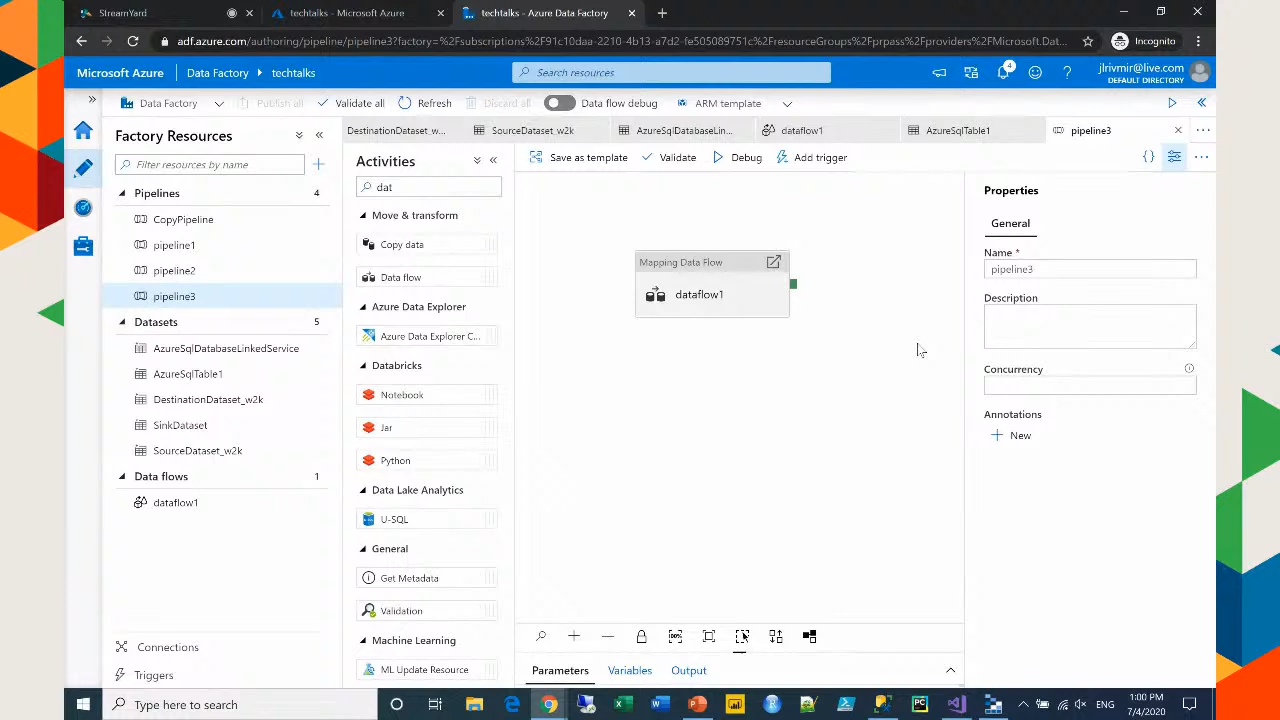 StreamYard
techtalks - Microsoft Azure
techtalks - Azure Data Factory
adf.azure.com/authoring/pipeline/pipeline3?factory=%2Fsubscriptions%2F91c10daa-2210-4b13-a7d2-fe505089751c%2FresourceGroups%2Fprpass%2Fproviders%2FMicrosoft.Dat...
Incognito
Microsoft Azure
Data Factory
techtalks
Search resources
4
jlrivmir@live.com
DEFAULT DIRECTORY
Data Factory
Publish all
Validate all
Refresh
Discard all
Data flow debug
ARM template
Factory Resources
Filter resources by name
Pipelines 4
CopyPipeline
pipeline1
pipeline2
pipeline3
Datasets 5
AzureSqlDatabaseLinkedService
AzureSqlTable1
DestinationDataset_w2k
SinkDataset
SourceDataset_w2k
Data flows 1
dataflow1
Connections
Triggers
DestinationDataset_w...
SourceDataset_w2k
AzureSqlDatabaseLin...
dataflow1
AzureSqlTable1
pipeline3
Activities
dat
Move & transform
Copy data
Data flow
Azure Data Explorer
Azure Data Explorer C...
Databricks
Notebook
Jar
Python
Data Lake Analytics
U-SQL
General
Get Metadata
Validation
Machine Learning
ML Update Resource
Save as template
Validate
Debug
Add trigger
Mapping Data Flow
dataflow1
Parameters
Variables
Output
Properties
General
Name *
pipeline3
Description
Concurrency
Annotations
New
Type here to search
ENG
1:00 PM
7/4/2020